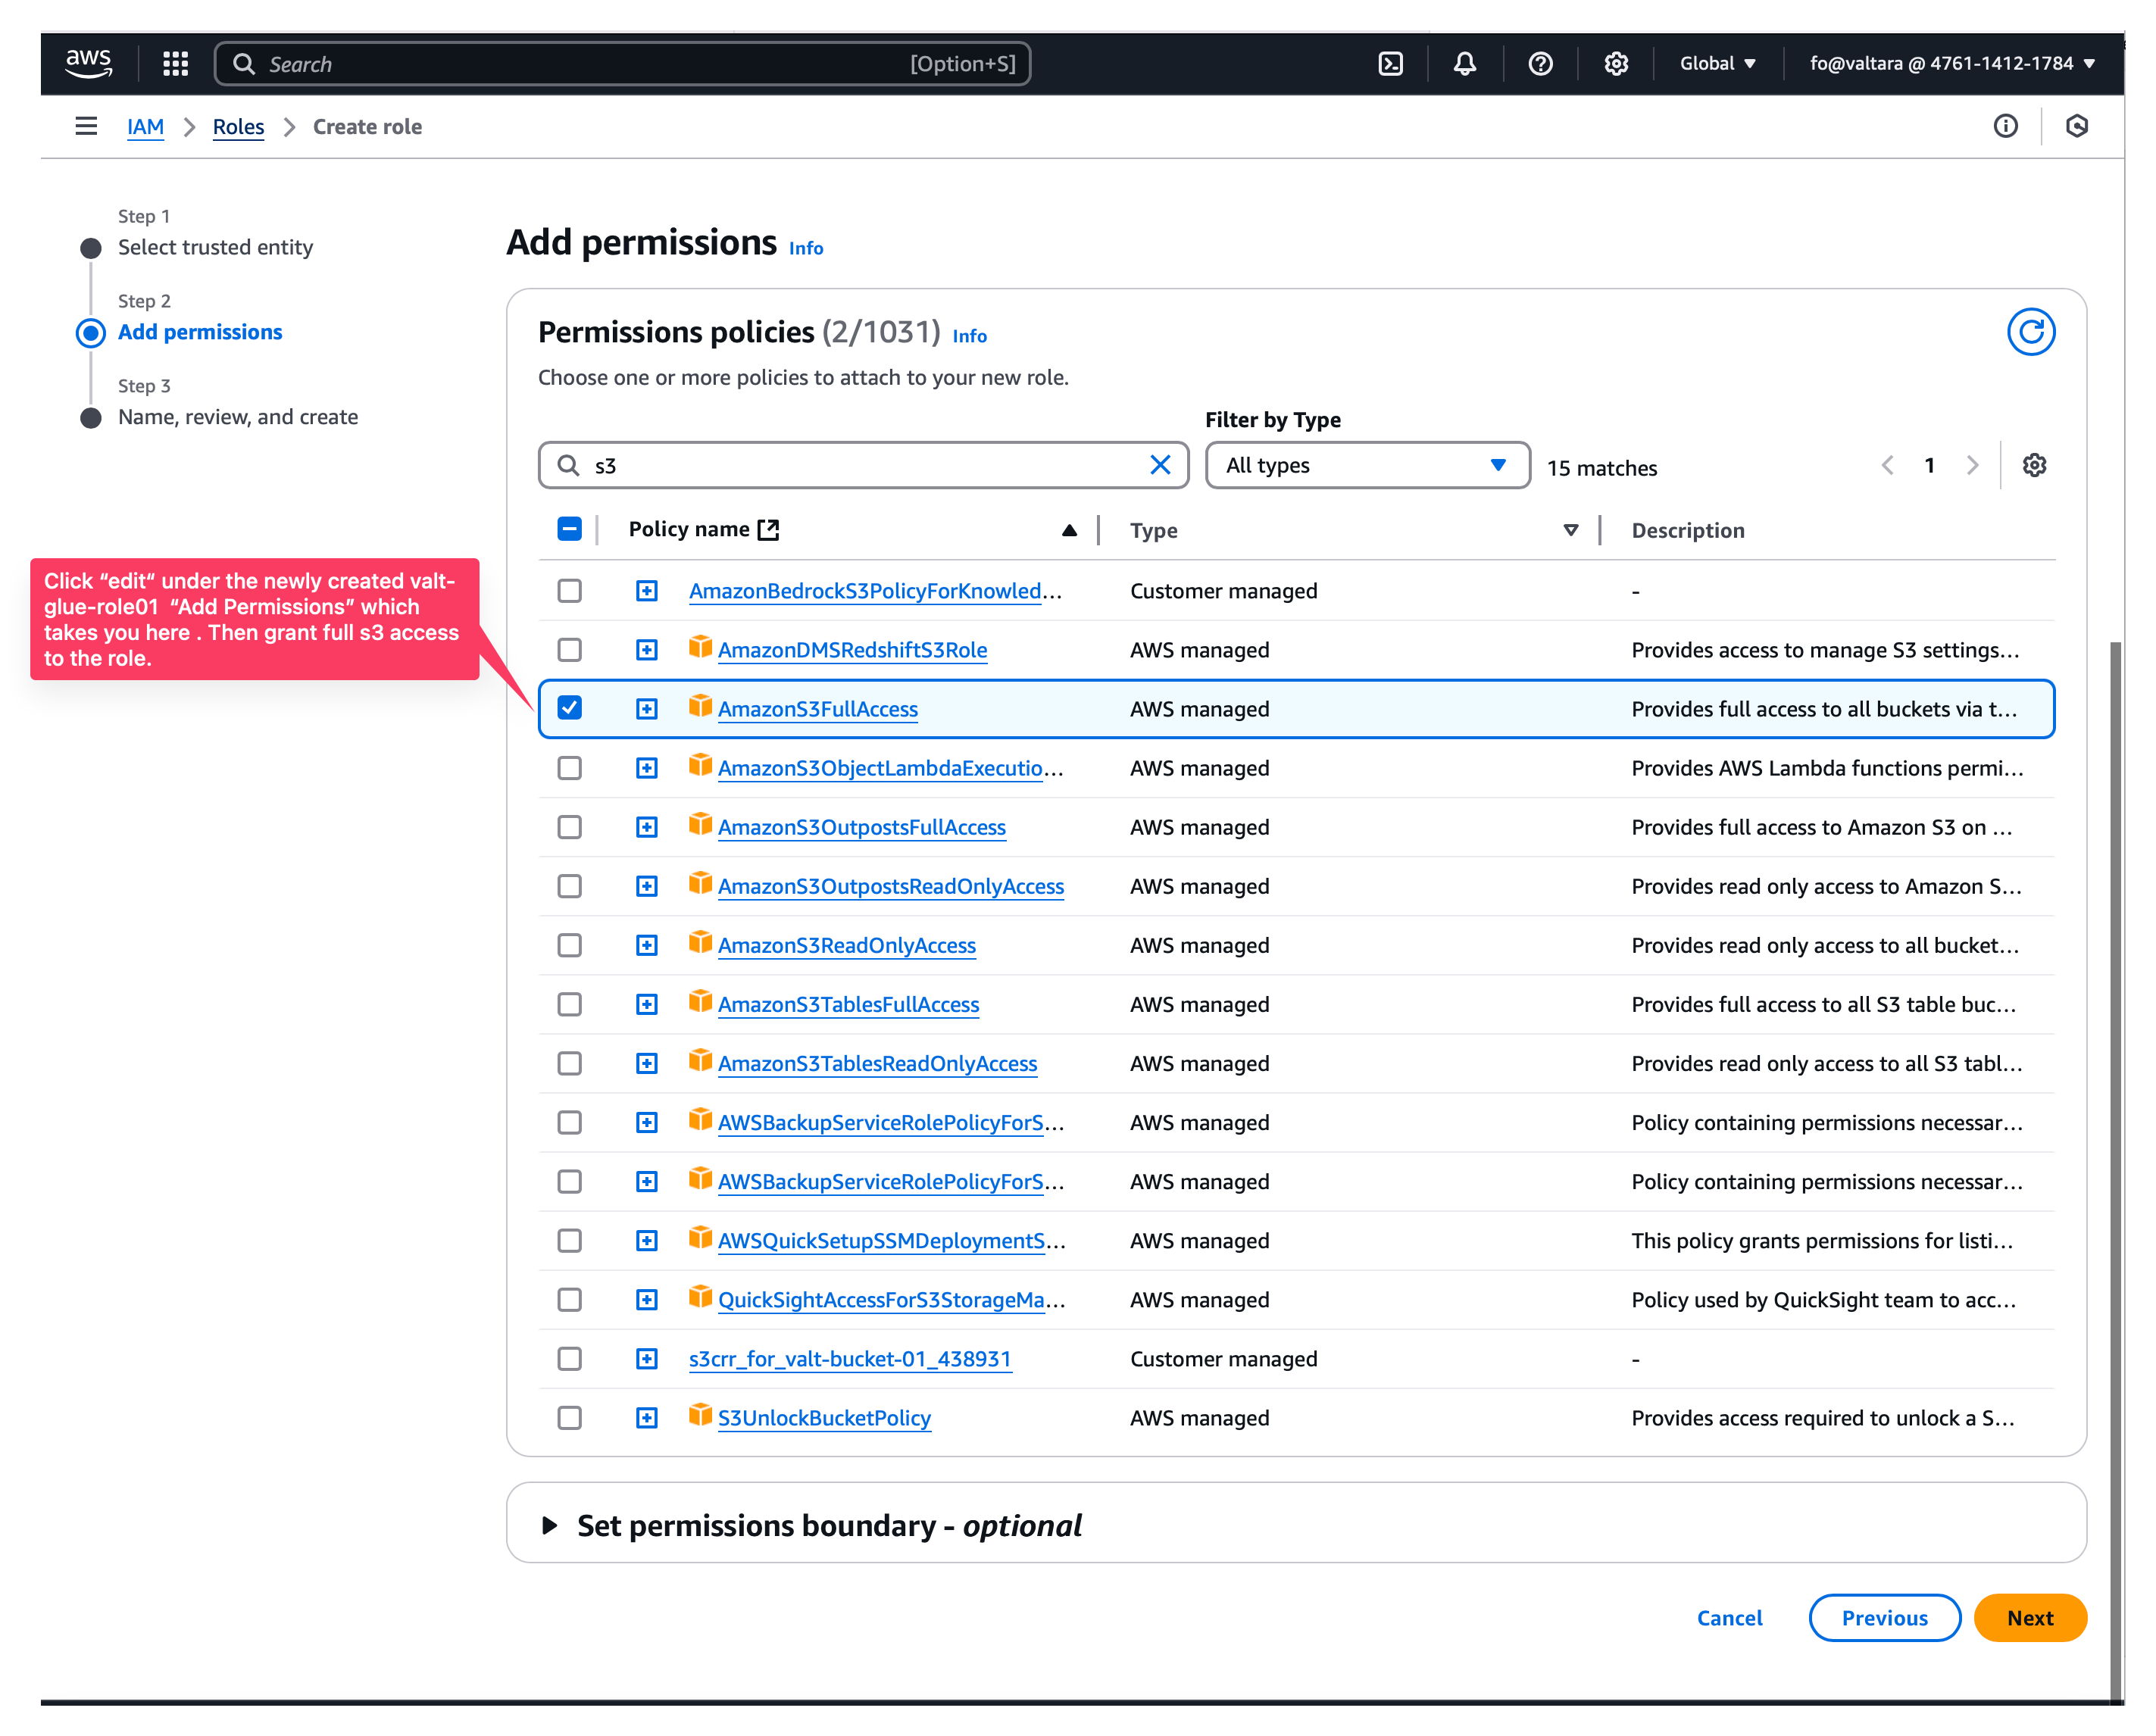 aws
Search
[Option+S]
Global
fo@valtara @ 4761-1412-1784
IAM
Roles
Create role
Step 1
Select trusted entity
Step 2
Add permissions
Step 3
Name, review, and create
Click “edit“ under the newly created valt-
glue-role01 “Add Permissions” which
takes you here . Then grant full s3 access
to the role.
Add permissions Info
Permissions policies (2/1031) Info
Choose one or more policies to attach to your new role.
Filter by Type
s3
All types
15 matches
1
Policy name Type Description
AmazonBedrockS3PolicyForKnowled... Customer managed -
AmazonDMSRedshiftS3Role AWS managed Provides access to manage S3 settings...
AmazonS3FullAccess AWS managed Provides full access to all buckets via t...
AmazonS3ObjectLambdaExecutio... AWS managed Provides AWS Lambda functions permi...
AmazonS3OutpostsFullAccess AWS managed Provides full access to Amazon S3 on ...
AmazonS3OutpostsReadOnlyAccess AWS managed Provides read only access to Amazon S...
AmazonS3ReadOnlyAccess AWS managed Provides read only access to all bucket...
AmazonS3TablesFullAccess AWS managed Provides full access to all S3 table buc...
AmazonS3TablesReadOnlyAccess AWS managed Provides read only access to all S3 tabl...
AWSBackupServiceRolePolicyForS... AWS managed Policy containing permissions necessar...
AWSBackupServiceRolePolicyForS... AWS managed Policy containing permissions necessar...
AWSQuickSetupSSMDeploymentS... AWS managed This policy grants permissions for listi...
QuickSightAccessForS3StorageMa... AWS managed Policy used by QuickSight team to acc...
s3crr_for_valt-bucket-01_438931 Customer managed -
S3UnlockBucketPolicy AWS managed Provides access required to unlock a S...
Set permissions boundary - optional
Cancel
Previous
Next